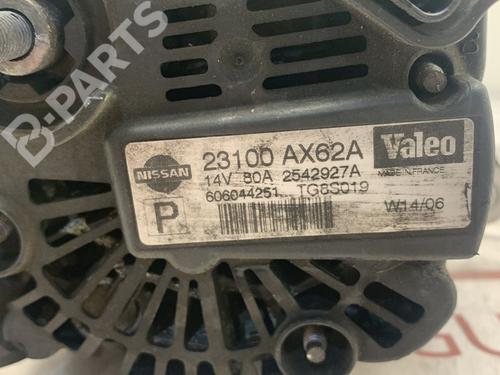 B-PARTS
NISSAN
23100 AX62A
Valeo
MADE IN FRANCE
14V 80A 2542927A
606044251 TG8S019
P
W14/06